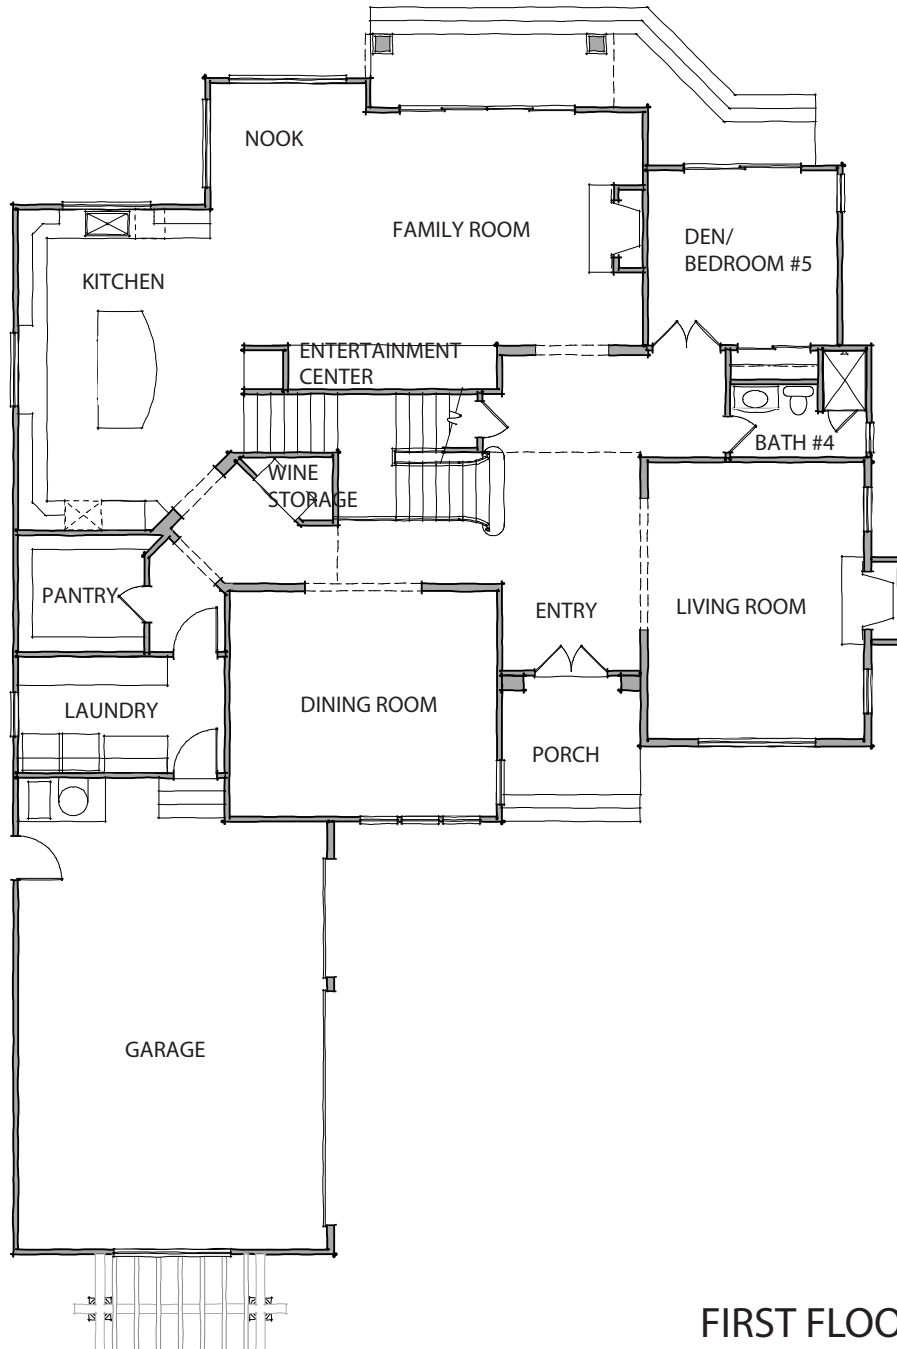 NOOK
FAMILY ROOM
DEN/
BEDROOM #5
KITCHEN
ENTERTAINMENT
CENTER
BATH #4
WINE
STORAGE
PANTRY
ENTRY
LIVING ROOM
LAUNDRY
DINING ROOM
PORCH
GARAGE
FIRST FLOO